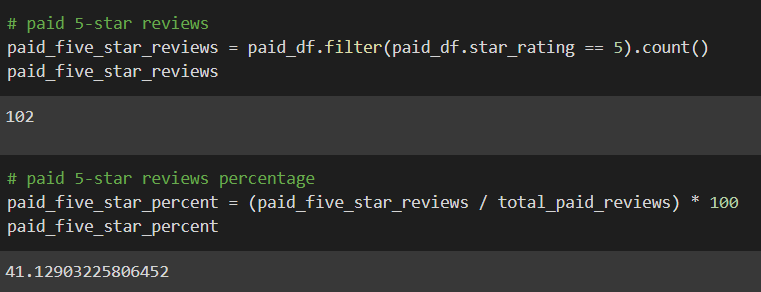 # paid 5-star reviews
paid_five_star_reviews = paid_df.filter(paid_df.star_rating == 5).count()
paid_five_star_reviews
102
# paid 5-star reviews percentage
paid_five_star_percent = (paid_five_star_reviews / total_paid_reviews) * 100
paid_five_star_percent
41.12903225806452